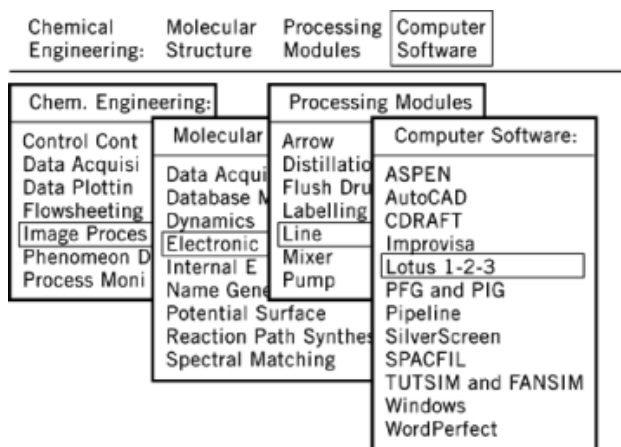 Chemical Engineering:
Molecular Structure
Processing Modules
Computer Software
Chem. Engineering:
Control Cont
Data Acquisi
Data Plottin
Flowsheeting
Image Proces
Phenomeon D
Process Moni
Molecular
Data Acqui
Database M
Dynamics
Electronic
Internal E
Name Gene
Potential Surface
Reaction Path Synthes
Spectral Matching
Processing Modules
Arrow
Distillatio
Flush Dru
Labelling
Line
Mixer
Pump
Computer Software:
ASPEN
AutoCAD
CDRAFT
Improvisa
Lotus 1-2-3
PFG and PIG
Pipeline
SilverScreen
SPACFIL
TUTSIM and FANSIM
Windows
WordPerfect